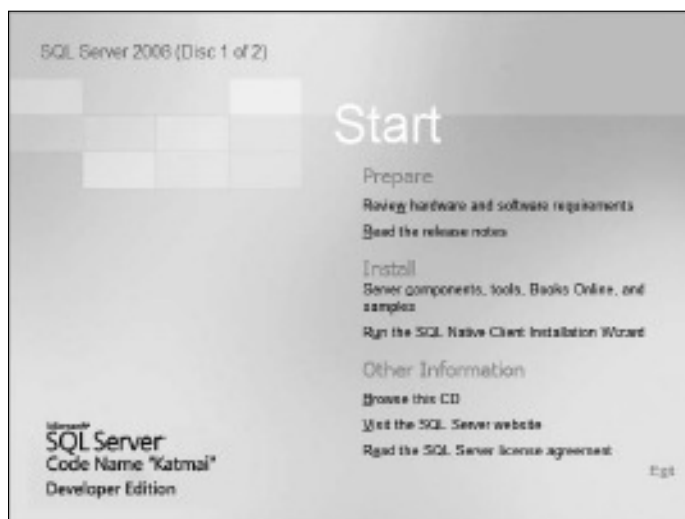 SQL Server 2008 (Disc 1 of 2)
Start
Prepare
Review hardware and software requirements
Read the release notes
Install
Server components, tools, Books Online, and
samples
Run the SQL Native Client Installation Wizard
Other Information
Browse this CD
Visit the SQL Server website
Read the SQL Server license agreement
Exit
Microsoft®
SQL Server
Code Name "Katmai"
Developer Edition